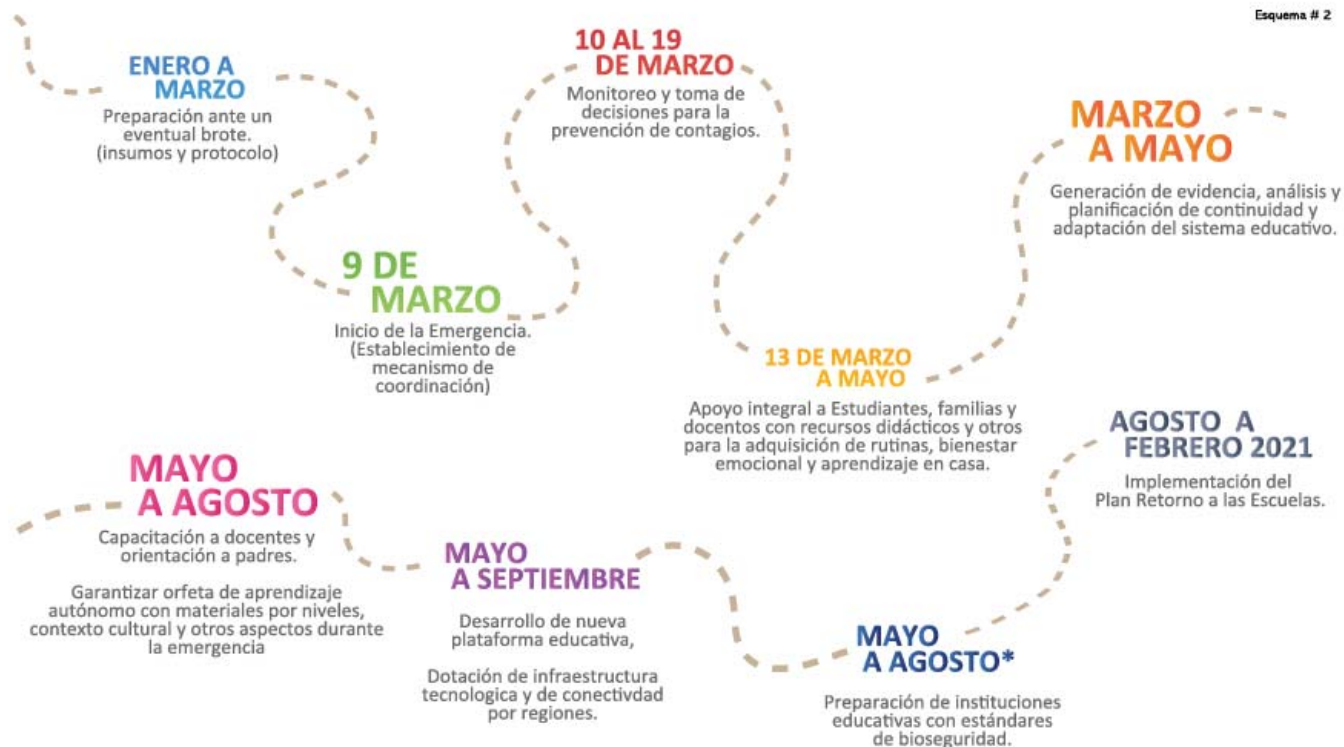 Esquema # 2
ENERO A
MARZO
Preparación ante un
eventual brote.
(insumos y protocolo)
9 DE
MARZO
Inicio de la Emergencia.
(Establecimiento de
mecanismo de
coordinación)
10 AL 19
DE MARZO
Monitoreo y toma de
decisiones para la
prevención de contagios.
13 DE MARZO
A MAYO
Apoyo integral a Estudiantes, familias y
docentos con recursos didácticos y otros
para la adquisición de rutinas, bienestar
emocional y aprendizaje en casa.
MARZO
A MAYO
Generación de evidencia, análisis y
planificación de continuidad y
adaptación del sistema educativo.
MAYO
A AGOSTO
Capacitación a docentes y
orientación a padres.
Garantizar orfeta de aprendizaje
autónomo con materiales por niveles,
contexto cultural y otros aspectos durante
la emergencia
MAYO
A SEPTIEMBRE
Desarrollo de nueva
plataforma educativa,
Dotación de infraestructura
tecnologica y de conectivdad
por regiones.
MAYO
A AGOSTO*
Preparación de instituciones
educativas con estándares
de bioseguridad.
AGOSTO A
FEBRERO 2021
Implementación del
Plan Retorno a las Escuelas.